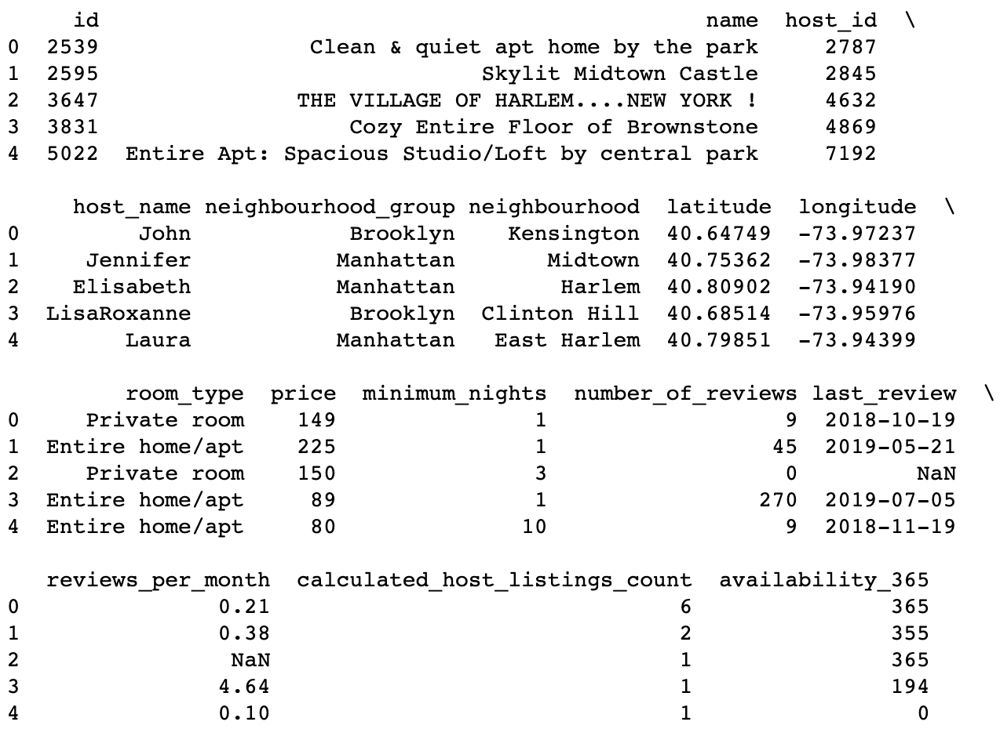 id name host_id \
0 2539 Clean & quiet apt home by the park 2787
1 2595 Skylit Midtown Castle 2845
2 3647 THE VILLAGE OF HARLEM....NEW YORK ! 4632
3 3831 Cozy Entire Floor of Brownstone 4869
4 5022 Entire Apt: Spacious Studio/Loft by central park 7192
host_name neighbourhood_group neighbourhood latitude longitude \
0 John Brooklyn Kensington 40.64749 -73.97237
1 Jennifer Manhattan Midtown 40.75362 -73.98377
2 Elisabeth Manhattan Harlem 40.80902 -73.94190
3 LisaRoxanne Brooklyn Clinton Hill 40.68514 -73.95976
4 Laura Manhattan East Harlem 40.79851 -73.94399
room_type price minimum_nights number_of_reviews last_review \
0 Private room 149 1 9 2018-10-19
1 Entire home/apt 225 1 45 2019-05-21
2 Private room 150 3 0 NaN
3 Entire home/apt 89 1 270 2019-07-05
4 Entire home/apt 80 10 9 2018-11-19
reviews_per_month calculated_host_listings_count availability_365
0 0.21 6 365
1 0.38 2 355
2 NaN 1 365
3 4.64 1 194
4 0.10 1 0